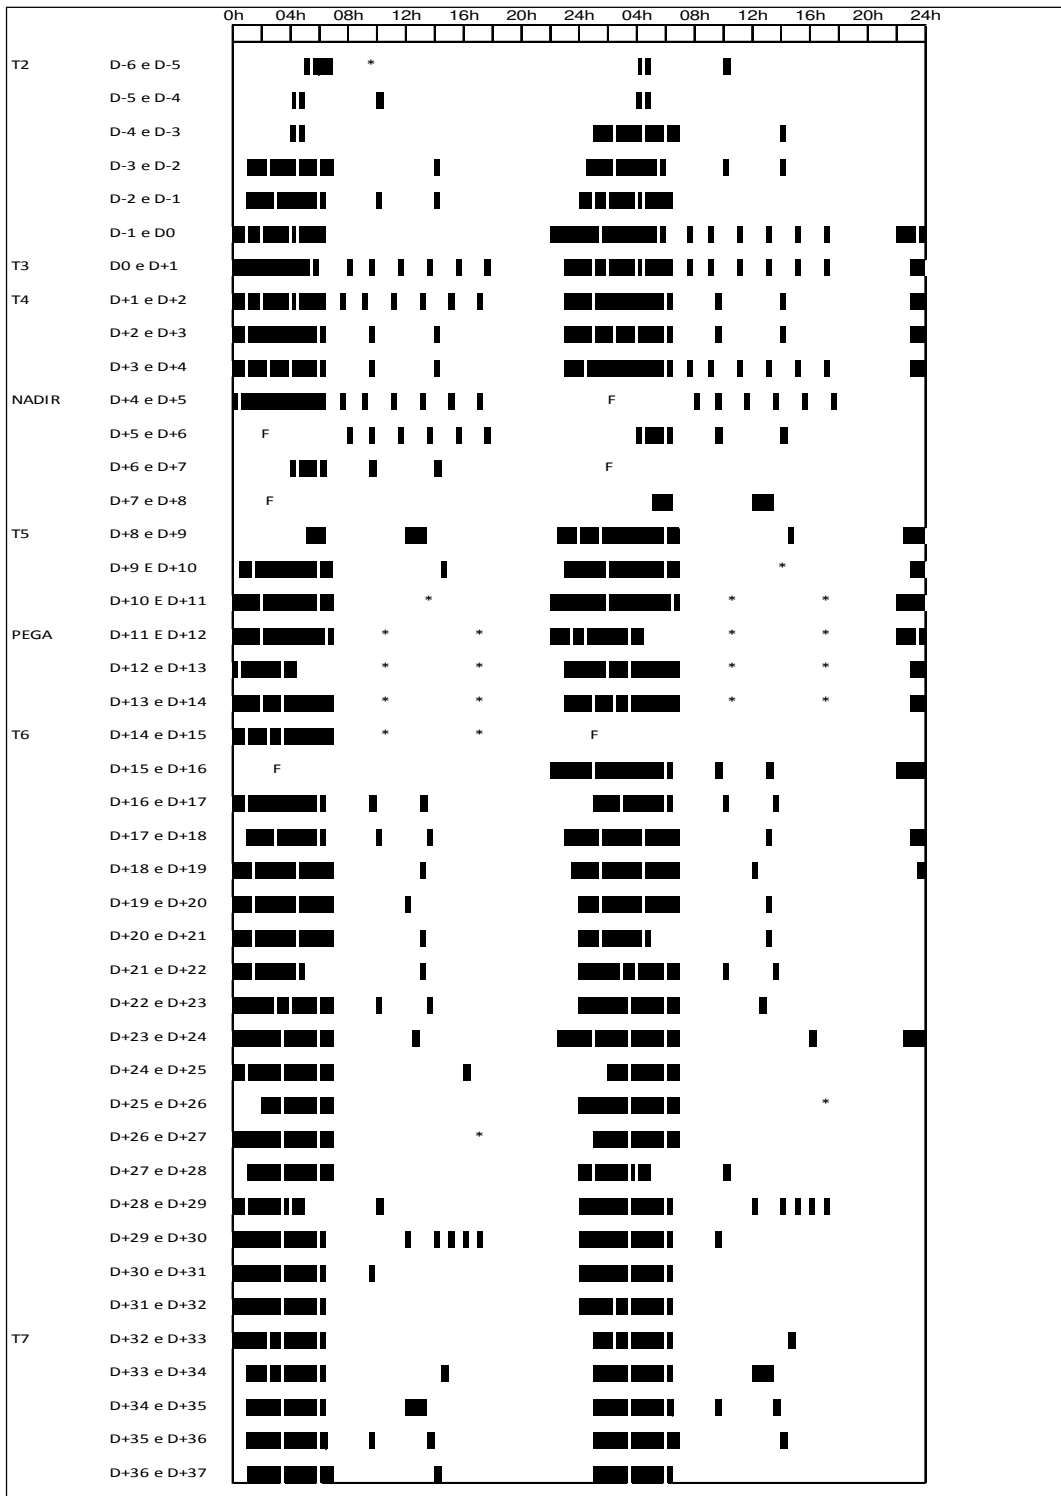 0h 04h 08h 12h 16h 20h 24h 04h 08h 12h 16h 20h 24h
T2 D-6 e D-5 *
D-5 e D-4
D-4 e D-3
D-3 e D-2
D-2 e D-1
D-1 e D0
T3 D0 e D+1
T4 D+1 e D+2
D+2 e D+3
D+3 e D+4
NADIR D+4 e D+5 F
D+5 e D+6 F
D+6 e D+7 F
D+7 e D+8 F
T5 D+8 e D+9
D+9 E D+10 *
D+10 E D+11 * * *
PEGA D+11 E D+12 * * * *
D+12 e D+13 * * * *
D+13 e D+14 * * * *
T6 D+14 e D+15 * * F
D+15 e D+16 F
D+16 e D+17
D+17 e D+18
D+18 e D+19
D+19 e D+20
D+20 e D+21
D+21 e D+22
D+22 e D+23
D+23 e D+24
D+24 e D+25
D+25 e D+26 *
D+26 e D+27 *
D+27 e D+28
D+28 e D+29
D+29 e D+30
D+30 e D+31
D+31 e D+32
T7 D+32 e D+33
D+33 e D+34
D+34 e D+35
D+35 e D+36
D+36 e D+37